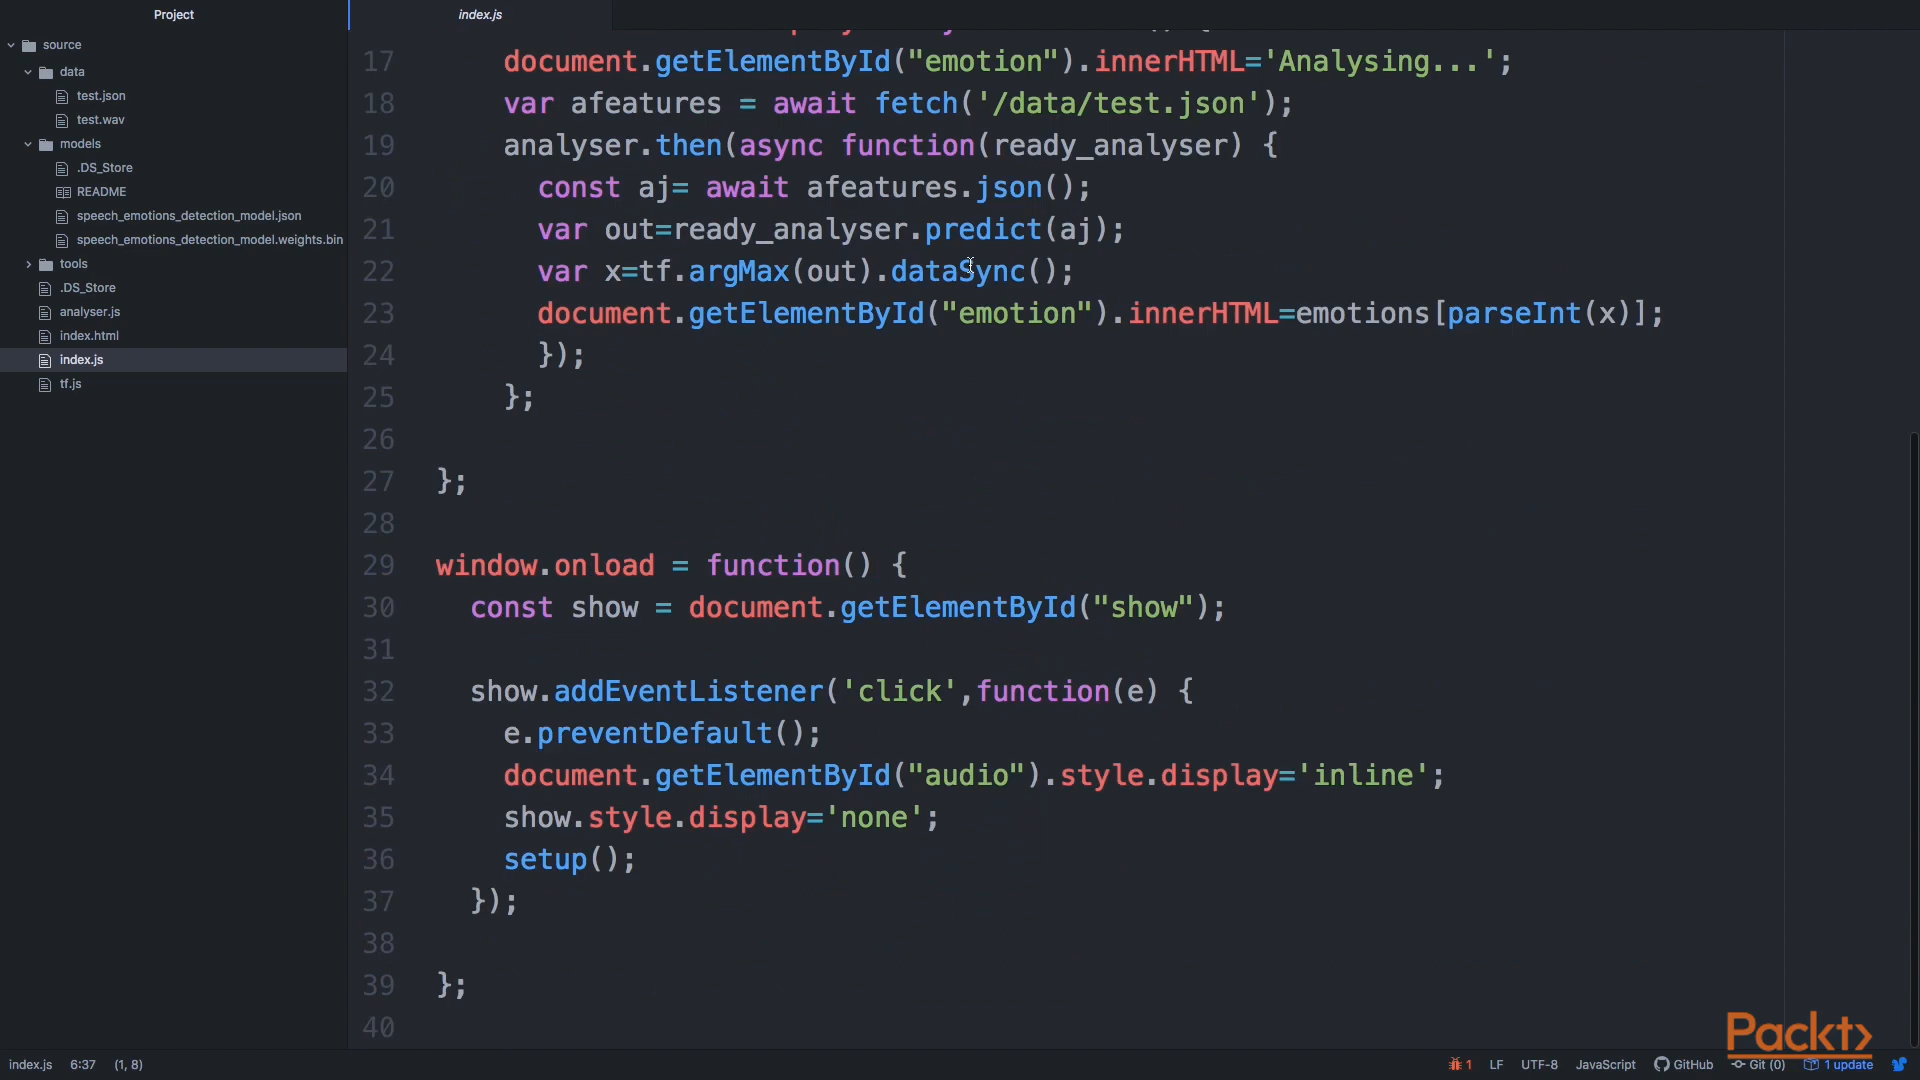 Project
source
data
test.json
test.wav
models
.DS_Store
README
speech_emotions_detection_model.json
speech_emotions_detection_model.weights.bin
tools
.DS_Store
analyser.js
index.html
index.js
tf.js
index.js
17 document.getElementById("emotion").innerHTML='Analysing...';
18 var afeatures = await fetch('/data/test.json');
19 analyser.then(async function(ready_analyser) {
20 const aj= await afeatures.json();
21 var out=ready_analyser.predict(aj);
22 var x=tf.argMax(out).dataSync();
23 document.getElementById("emotion").innerHTML=emotions[parseInt(x)];
24 });
25 };
26
27 };
28
29 window.onload = function() {
30 const show = document.getElementById("show");
31
32 show.addEventListener('click',function(e) {
33 e.preventDefault();
34 document.getElementById("audio").style.display='inline';
35 show.style.display='none';
36 setup();
37 });
38
39 };
40
Packt>
index.js 6:37 (1, 8) 1 LF UTF-8 JavaScript GitHub Git (0) 1 update